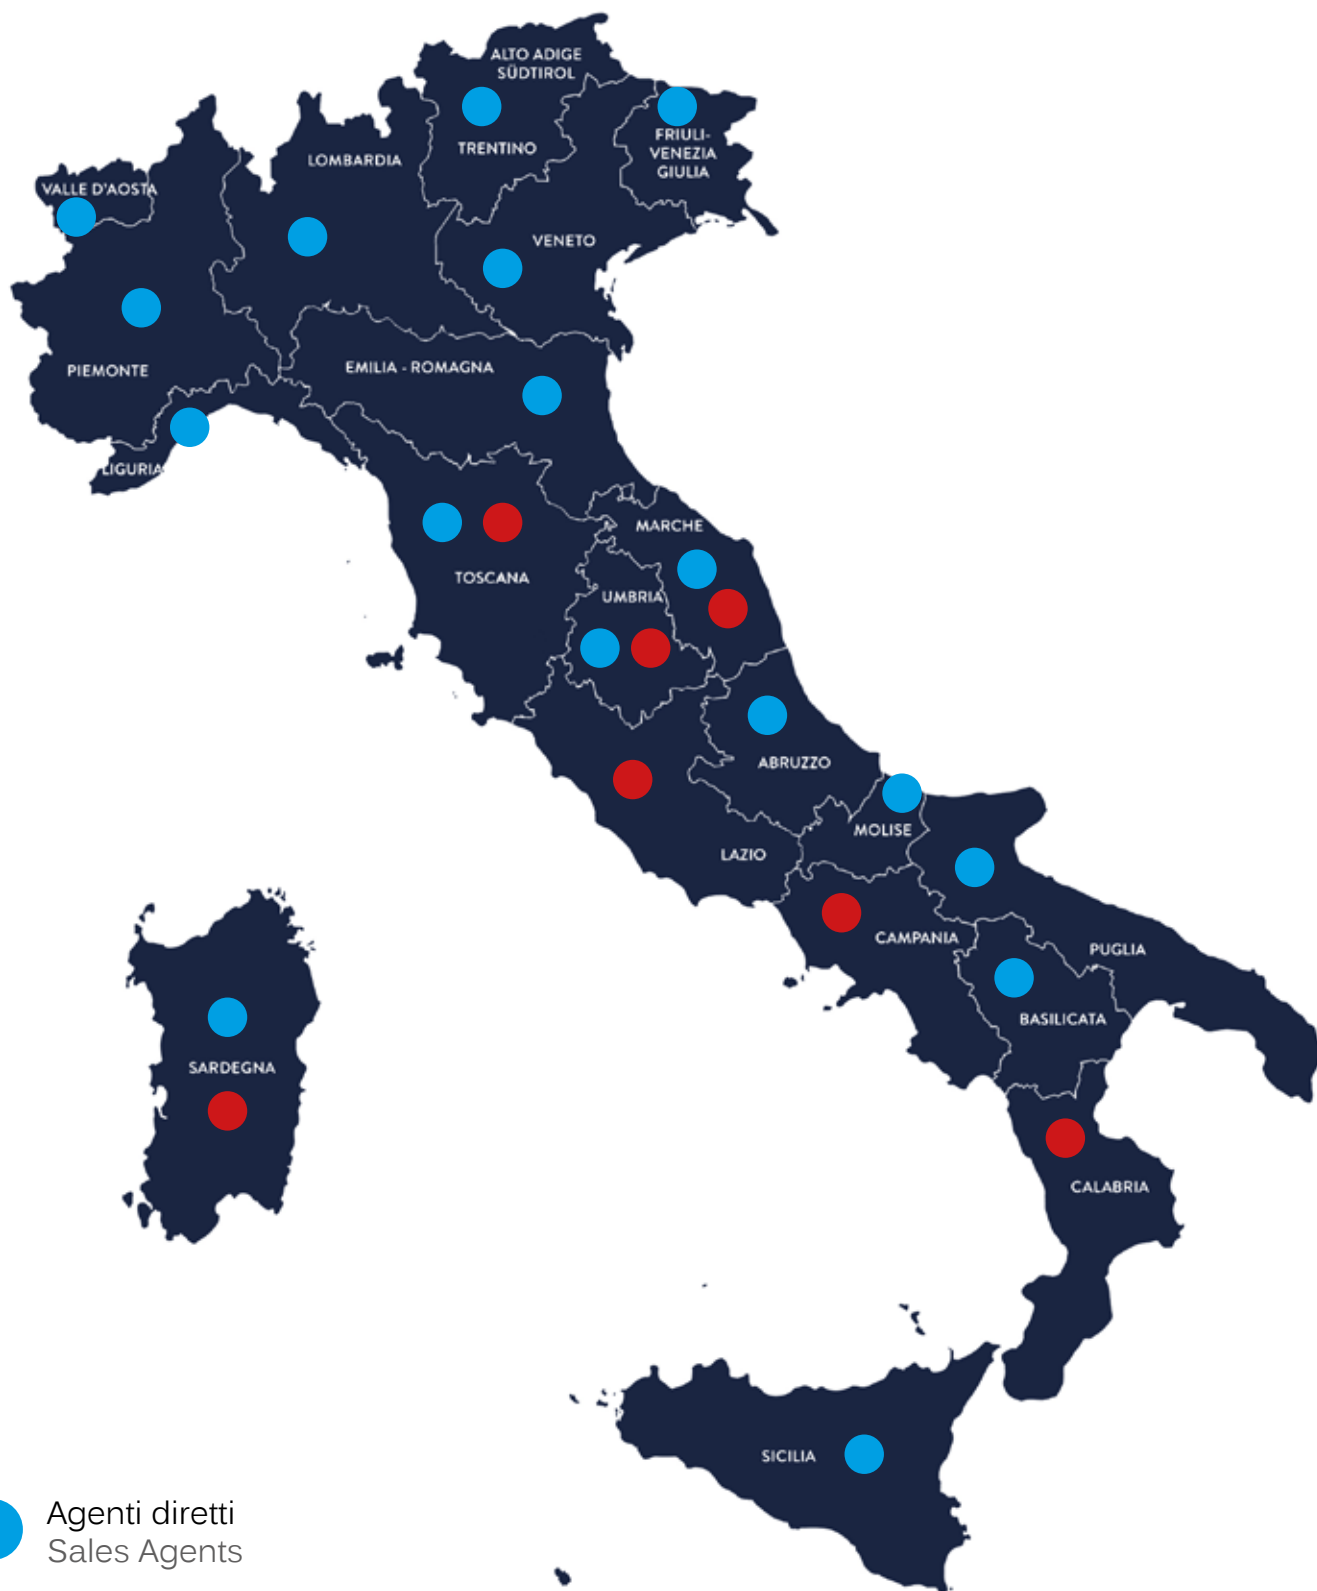 ALTO ADIGE
SÜDTIROL
TRENTINO
FRIULI-
VENEZIA
GIULIA
LOMBARDIA
VALLE D'AOSTA
VENETO
PIEMONTE
EMILIA - ROMAGNA
LIGURIA
MARCHE
TOSCANA
UMBRIA
ABRUZZO
MOLISE
LAZIO
CAMPANIA
PUGLIA
BASILICATA
SARDEGNA
CALABRIA
SICILIA
Agenti diretti
Sales Agents